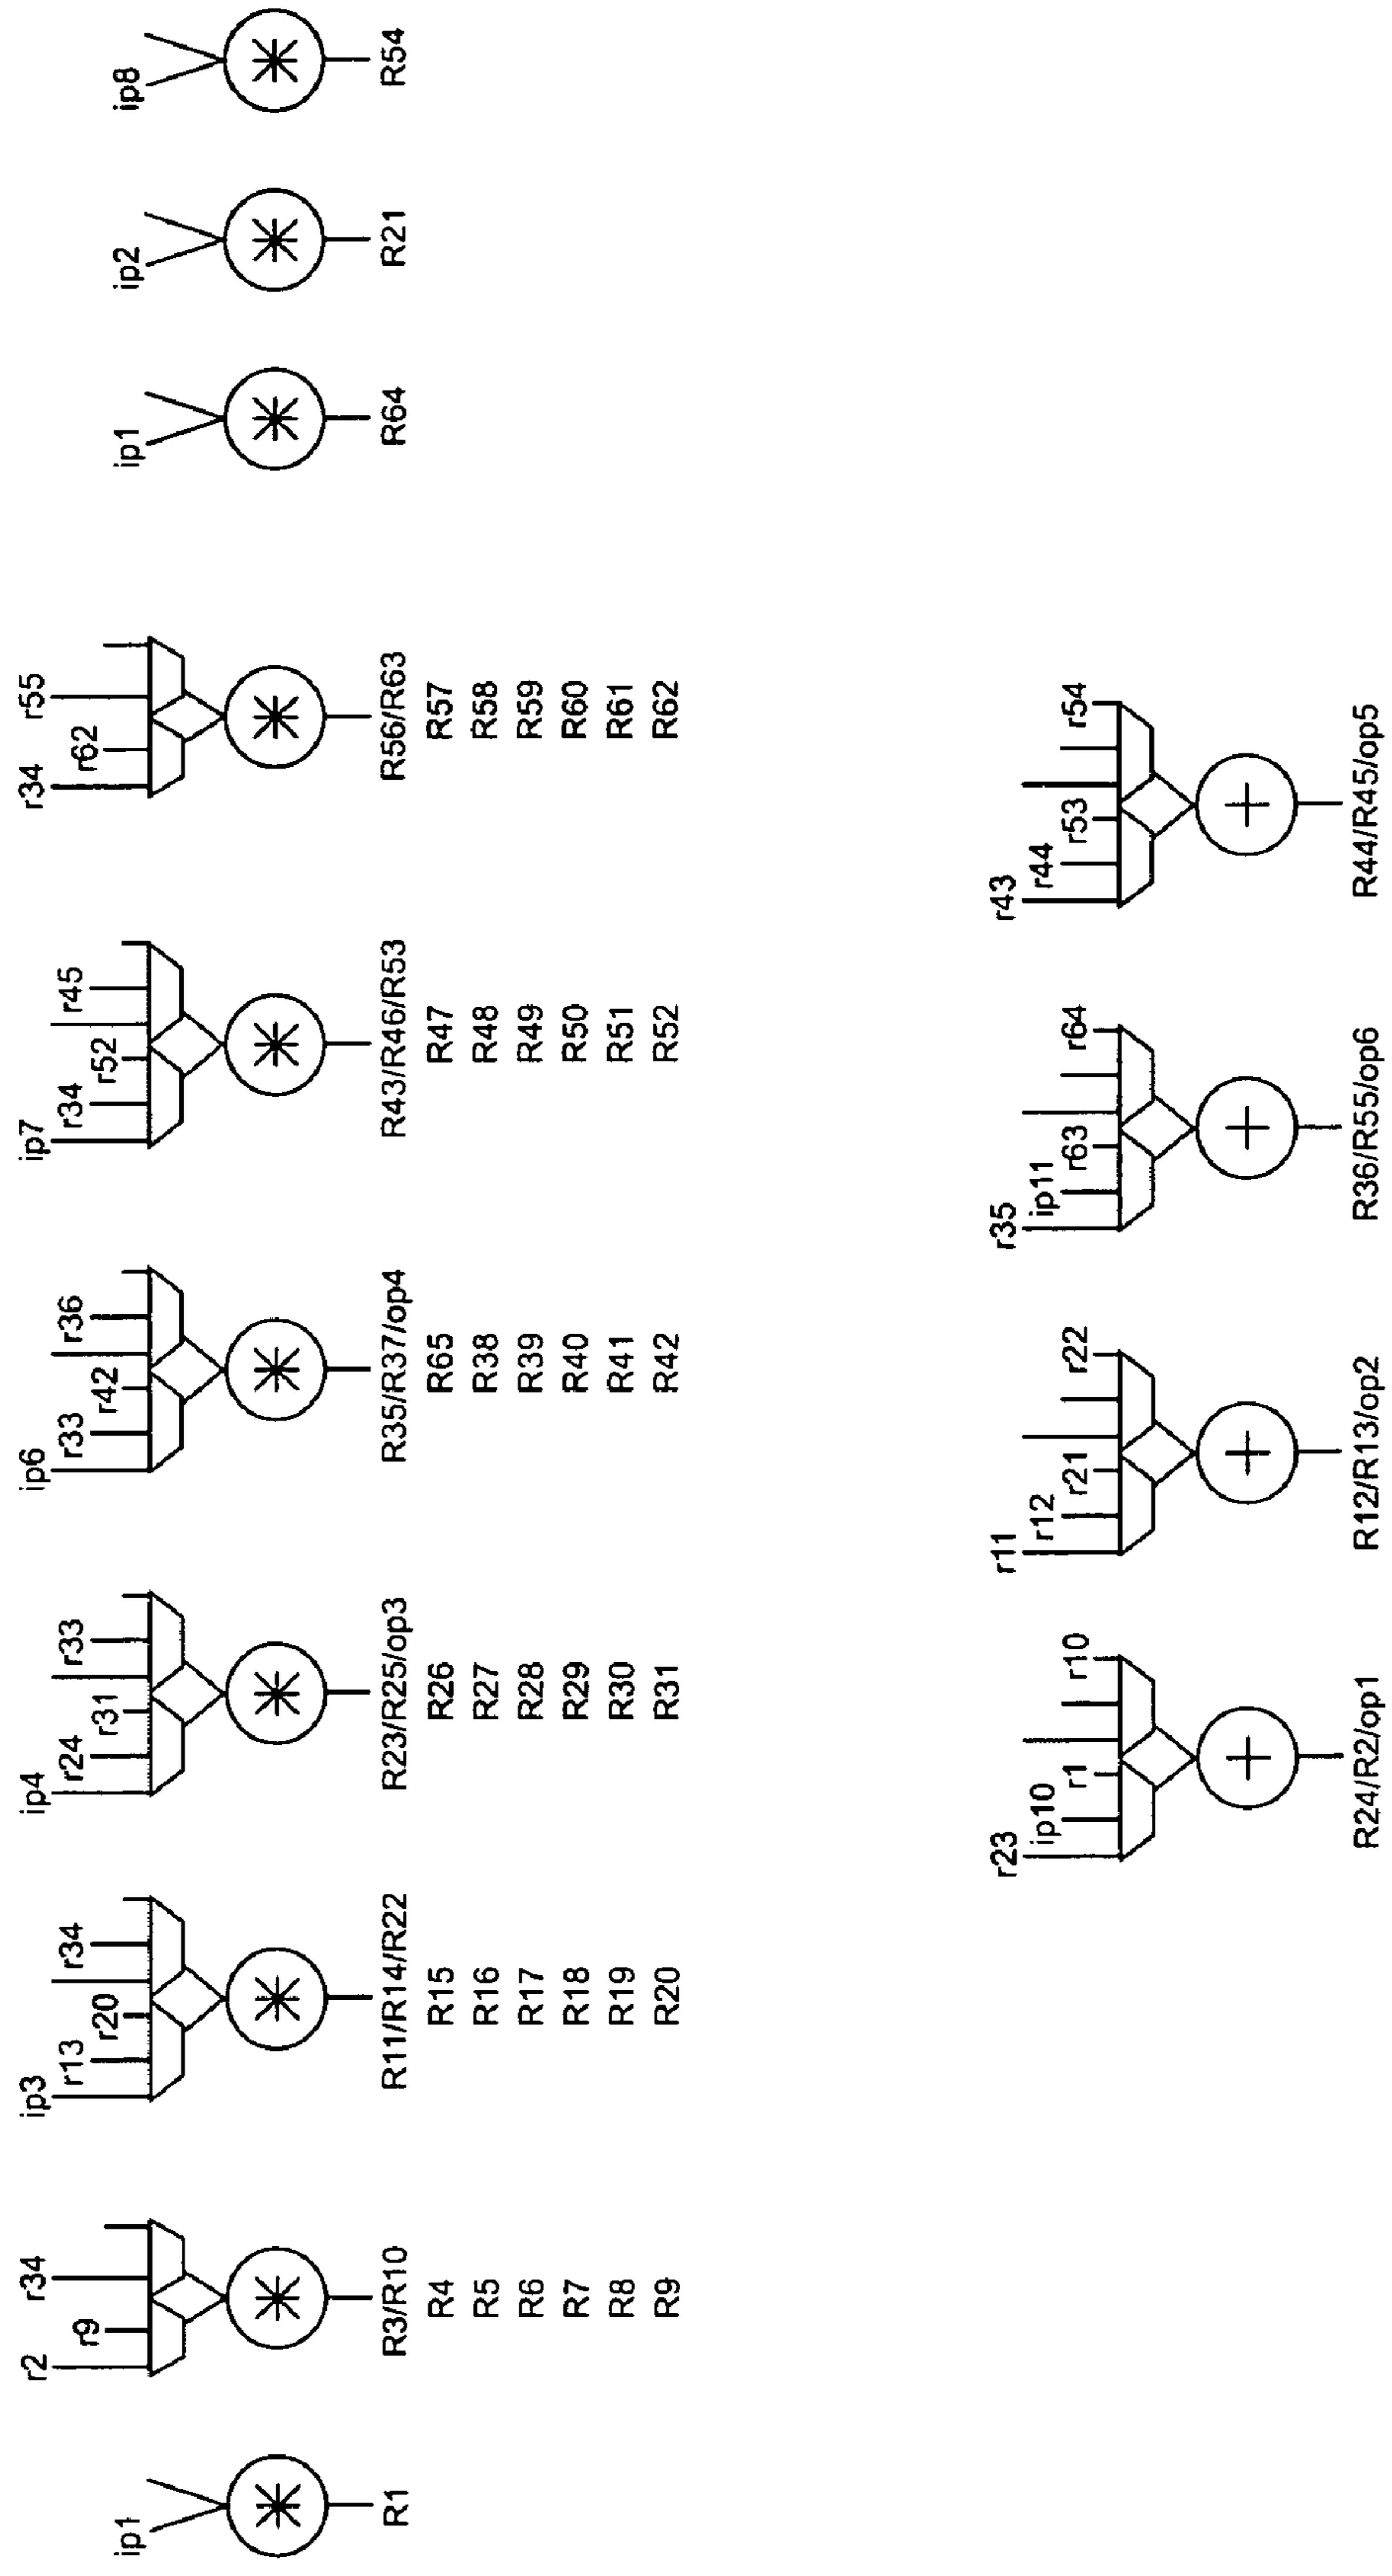 ip1
R1
r2
r9
r34
R3/R10
R4
R5
R6
R7
R8
R9
ip3
r13
r20
r34
R11/R14/R22
R15
R16
R17
R18
R19
R20
ip4
r24
r31
r33
R23/R25/op3
R26
R27
R28
R29
R30
R31
ip6
r33
r42
r36
R35/R37/op4
R65
R38
R39
R40
R41
R42
ip7
r34
r52
r45
R43/R46/R53
R47
R48
R49
R50
R51
R52
r34
r62
r55
R56/R63
R57
R58
R59
R60
R61
R62
ip1
R64
ip2
R21
ip8
R54
r23
ip10
r1
r10
R24/R2/op1
r11
r12
r21
r22
R12/R13/op2
r35
ip11
r63
r64
R36/R55/op6
r43
r44
r53
r54
R44/R45/op5